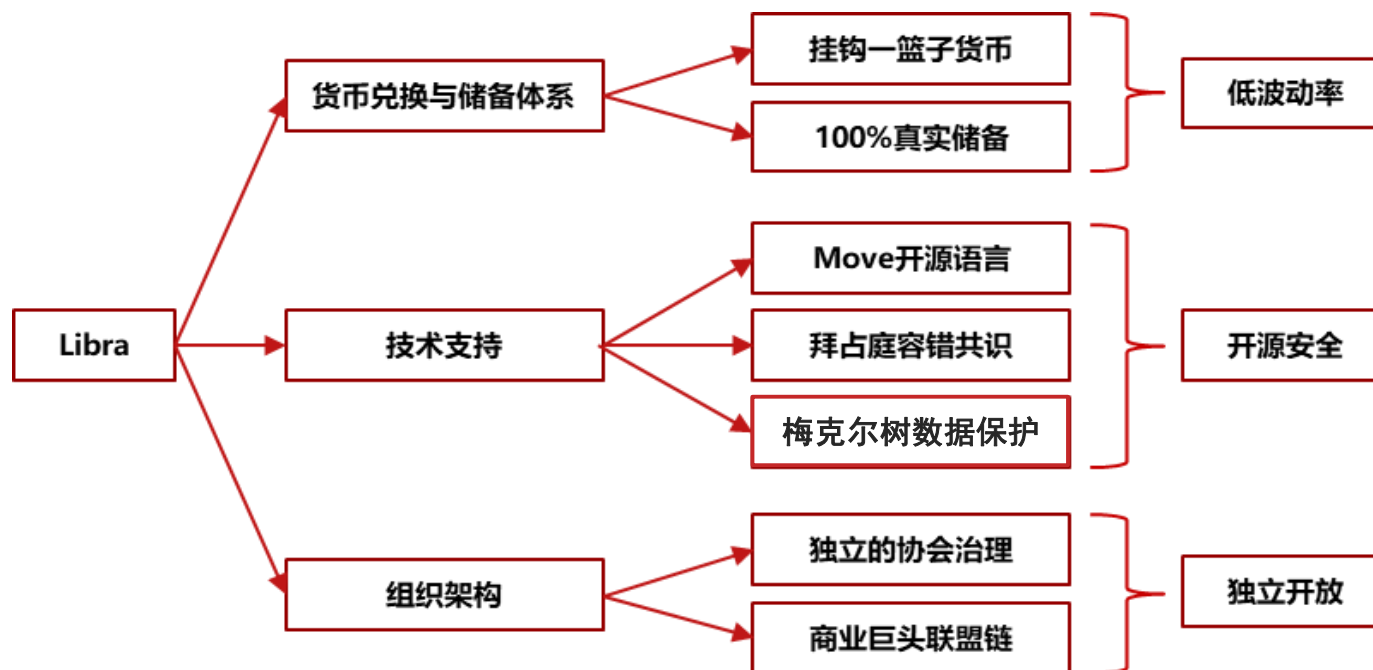 Libra
货币兑换与储备体系
挂钩一篮子货币
100%真实储备
低波动率
技术支持
Move开源语言
拜占庭容错共识
梅克尔树数据保护
开源安全
组织架构
独立的协会治理
商业巨头联盟链
独立开放